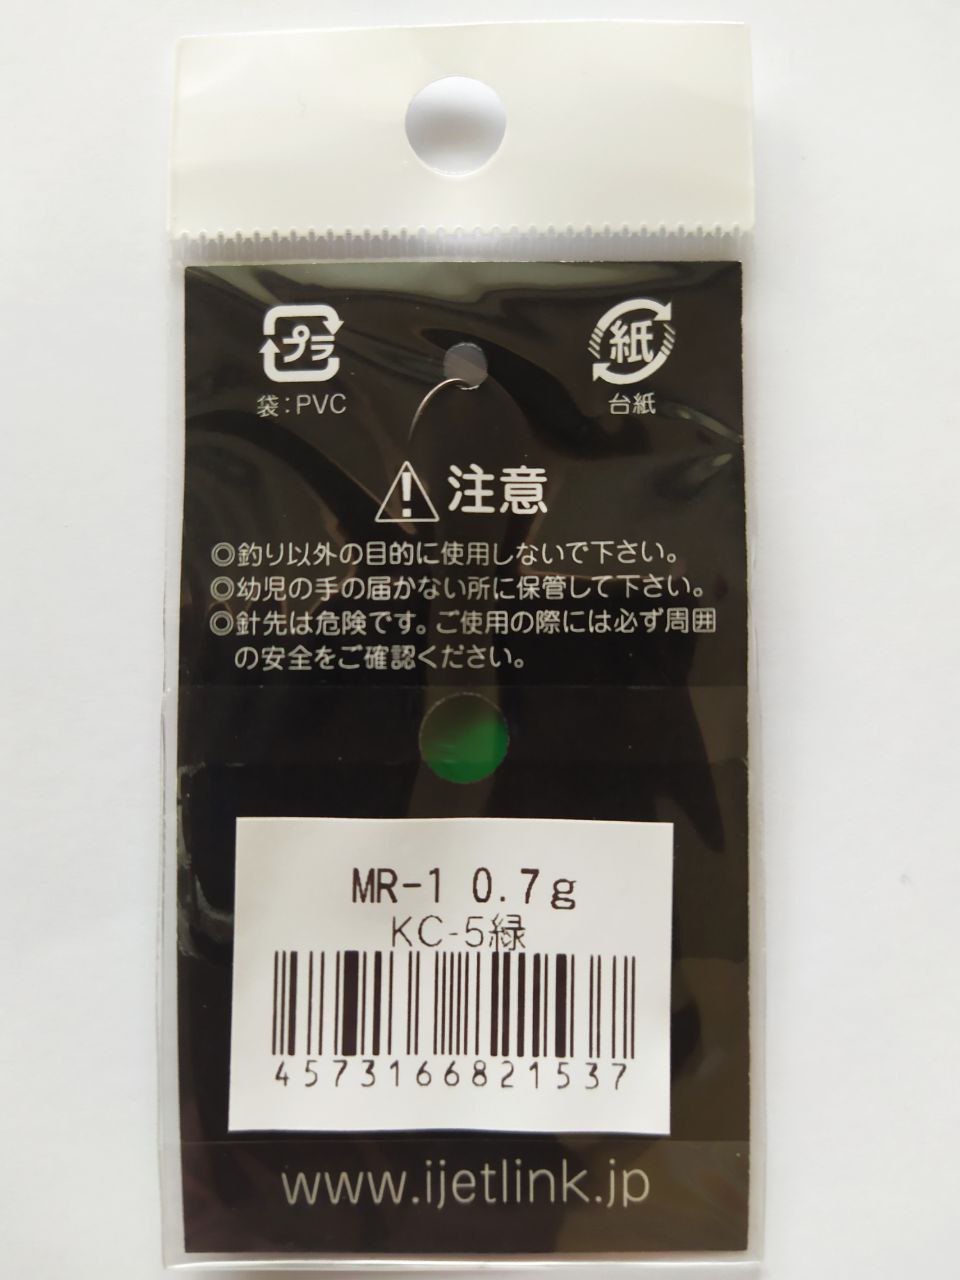 プラ
紙
袋：PVC
台紙
注意
◎釣り以外の目的に使用しないで下さい。
◎幼児の手の届かない所に保管して下さい。
◎針先は危険です。ご使用の際には必ず周囲
の安全をご確認ください。
MR-1 0.7g
KC-5緑
4573166821537
www.ijetlink.jp